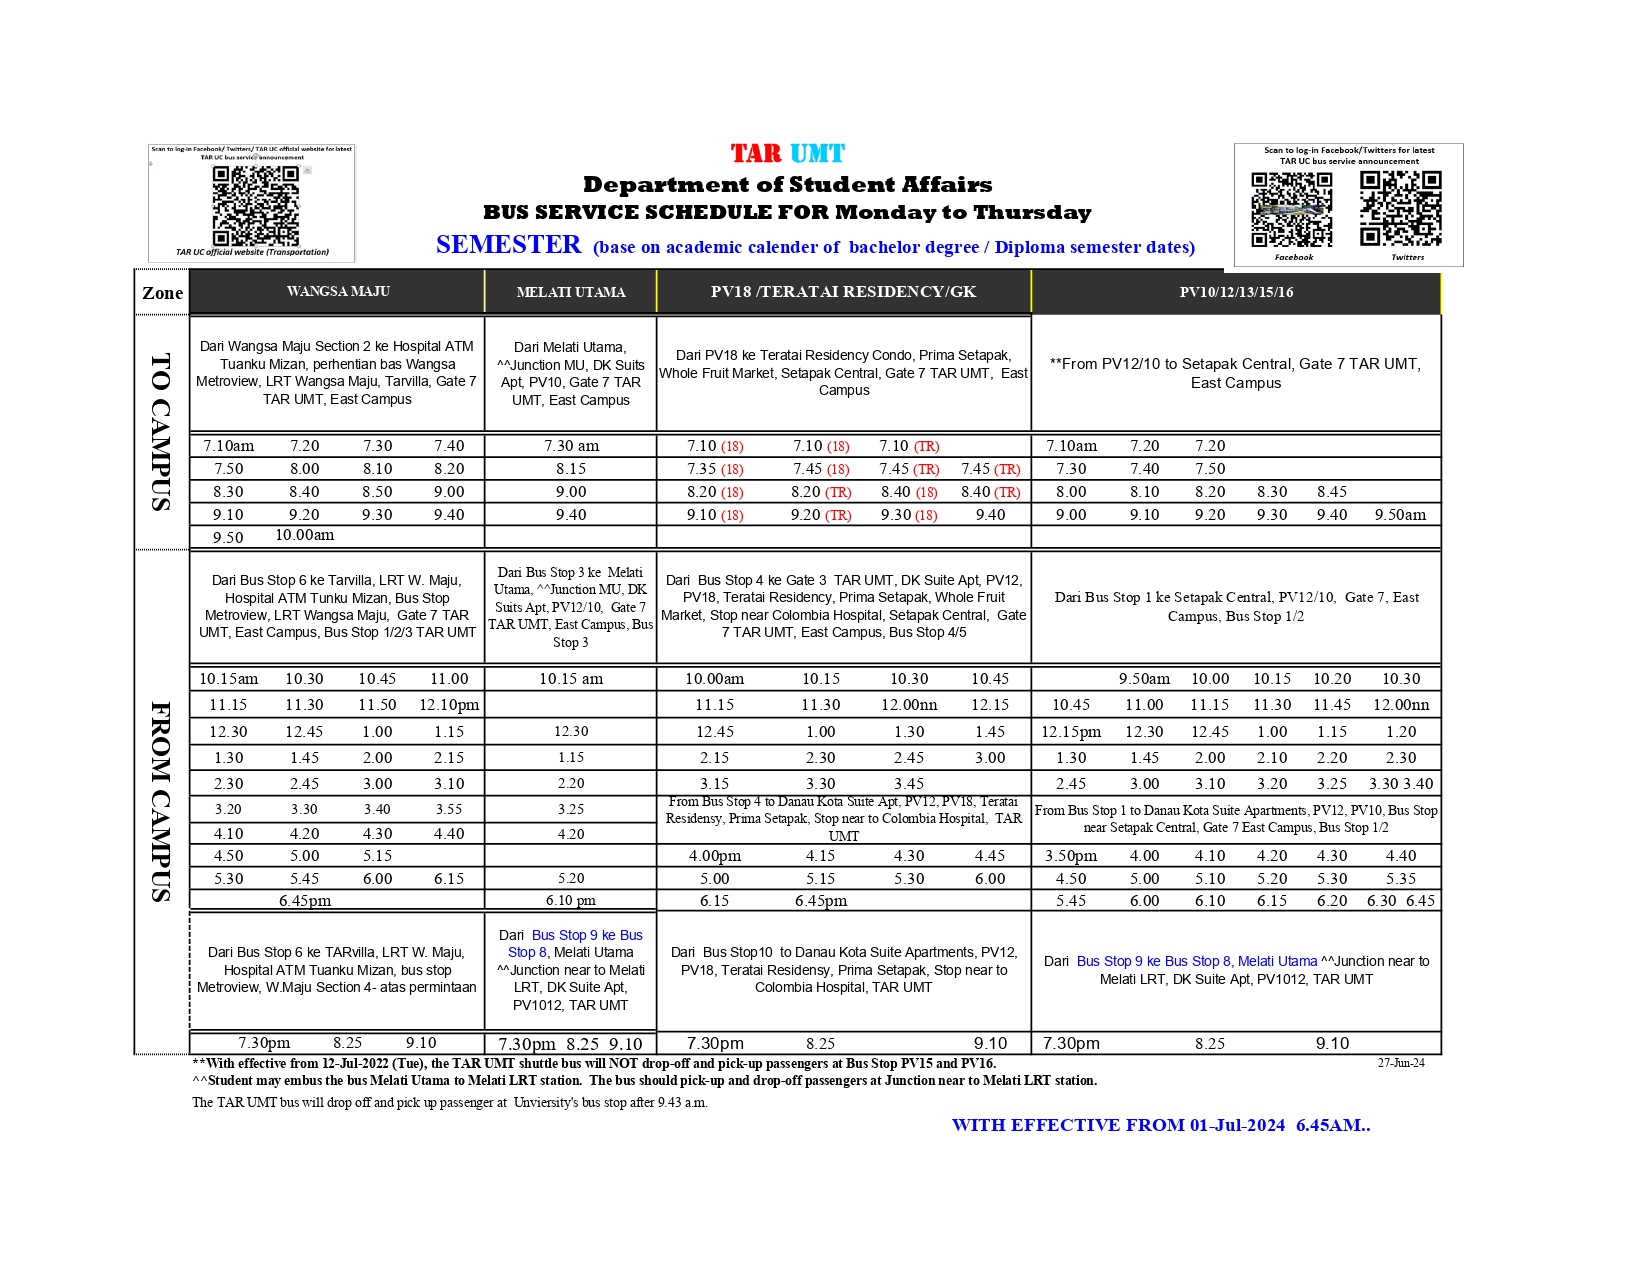 Scan to log-in Facebook/ Twitters/ TAR UC official website for latest
TAR UC bus service announcement
TAR UC official website (Transportation)
TAR UMT
Department of Student Affairs
BUS SERVICE SCHEDULE FOR Monday to Thursday
SEMESTER (base on academic calender of bachelor degree / Diploma semester dates)
Scan to log-in Facebook/Twitters for latest
TAR UC bus servide announcement
Facebook Twitters
Zone WANGSA MAJU MELATI UTAMA PV18 /TERATAI RESIDENCY/GK PV10/12/13/15/16
TO CAMPUS
Dari Wangsa Maju Section 2 ke Hospital ATM
Tuanku Mizan, perhentian bas Wangsa
Metroview, LRT Wangsa Maju, Tarvilla, Gate 7
TAR UMT, East Campus
Dari Melati Utama,
^^Junction MU, DK Suits
Apt, PV10, Gate 7 TAR
UMT, East Campus
Dari PV18 ke Teratai Residency Condo, Prima Setapak,
Whole Fruit Market, Setapak Central, Gate 7 TAR UMT, East
Campus
**From PV12/10 to Setapak Central, Gate 7 TAR UMT,
East Campus
7.10am 7.20 7.30 7.40 7.30 am 7.10 (18) 7.10 (18) 7.10 (TR) 7.10am 7.20 7.20
7.50 8.00 8.10 8.20 8.15 7.35 (18) 7.45 (18) 7.45 (TR) 7.45 (TR) 7.30 7.40 7.50
8.30 8.40 8.50 9.00 9.00 8.20 (18) 8.20 (TR) 8.40 (18) 8.40 (TR) 8.00 8.10 8.20 8.30 8.45
9.10 9.20 9.30 9.40 9.40 9.10 (18) 9.20 (TR) 9.30 (18) 9.40 9.00 9.10 9.20 9.30 9.40 9.50am
9.50 10.00am
FROM CAMPUS
Dari Bus Stop 6 ke Tarvilla, LRT W. Maju,
Hospital ATM Tunku Mizan, Bus Stop
Metroview, LRT Wangsa Maju, Gate 7 TAR
UMT, East Campus, Bus Stop 1/2/3 TAR UMT
Dari Bus Stop 3 ke Melati
Utama, ^^Junction MU, DK
Suits Apt, PV12/10, Gate 7
TAR UMT, East Campus, Bus
Stop 3
Dari Bus Stop 4 ke Gate 3 TAR UMT, DK Suite Apt, PV12,
PV18, Teratai Residency, Prima Setapak, Whole Fruit
Market, Stop near Colombia Hospital, Setapak Central, Gate
7 TAR UMT, East Campus, Bus Stop 4/5
Dari Bus Stop 1 ke Setapak Central, PV12/10, Gate 7, East
Campus, Bus Stop 1/2
10.15am 10.30 10.45 11.00 10.15 am 10.00am 10.15 10.30 10.45 9.50am 10.00 10.15 10.20 10.30
11.15 11.30 11.50 12.10pm 11.15 11.30 12.00nn 12.15 10.45 11.00 11.15 11.30 11.45 12.00nn
12.30 12.45 1.00 1.15 12.30 12.45 1.00 1.30 1.45 12.15pm 12.30 12.45 1.00 1.15 1.20
1.30 1.45 2.00 2.15 1.15 2.15 2.30 2.45 3.00 1.30 1.45 2.00 2.10 2.20 2.30
2.30 2.45 3.00 3.10 2.20 3.15 3.30 3.45 2.45 3.00 3.10 3.20 3.25 3.30 3.40
3.20 3.30 3.40 3.55 3.25
4.10 4.20 4.30 4.40 4.20
From Bus Stop 4 to Danau Kota Suite Apt, PV12, PV18, Teratai
Residensy, Prima Setapak, Stop near to Colombia Hospital, TAR
UMT
From Bus Stop 1 to Danau Kota Suite Apartments, PV12, PV10, Bus Stop
near Setapak Central, Gate 7 East Campus, Bus Stop 1/2
4.50 5.00 5.15 4.00pm 4.15 4.30 4.45 3.50pm 4.00 4.10 4.20 4.30 4.40
5.30 5.45 6.00 6.15 5.20 5.00 5.15 5.30 6.00 4.50 5.00 5.10 5.20 5.30 5.35
6.45pm 6.10 pm 6.15 6.45pm 5.45 6.00 6.10 6.15 6.20 6.30 6.45
Dari Bus Stop 6 ke TARvilla, LRT W. Maju,
Hospital ATM Tuanku Mizan, bus stop
Metroview, W.Maju Section 4- atas permintaan
Dari Bus Stop 9 ke Bus
Stop 8, Melati Utama
^^Junction near to Melati
LRT, DK Suite Apt,
PV1012, TAR UMT
Dari Bus Stop10 to Danau Kota Suite Apartments, PV12,
PV18, Teratai Residensy, Prima Setapak, Stop near to
Colombia Hospital, TAR UMT
Dari Bus Stop 9 ke Bus Stop 8, Melati Utama ^^Junction near to
Melati LRT, DK Suite Apt, PV1012, TAR UMT
7.30pm 8.25 9.10 7.30pm 8.25 9.10 7.30pm 8.25 9.10 7.30pm 8.25 9.10
**With effective from 12-Jul-2022 (Tue), the TAR UMT shuttle bus will NOT drop-off and pick-up passengers at Bus Stop PV15 and PV16. 27-Jun-24
^^Student may embus the bus Melati Utama to Melati LRT station. The bus should pick-up and drop-off passengers at Junction near to Melati LRT station.
The TAR UMT bus will drop off and pick up passenger at Unviersity's bus stop after 9.43 a.m.
WITH EFFECTIVE FROM 01-Jul-2024 6.45AM..